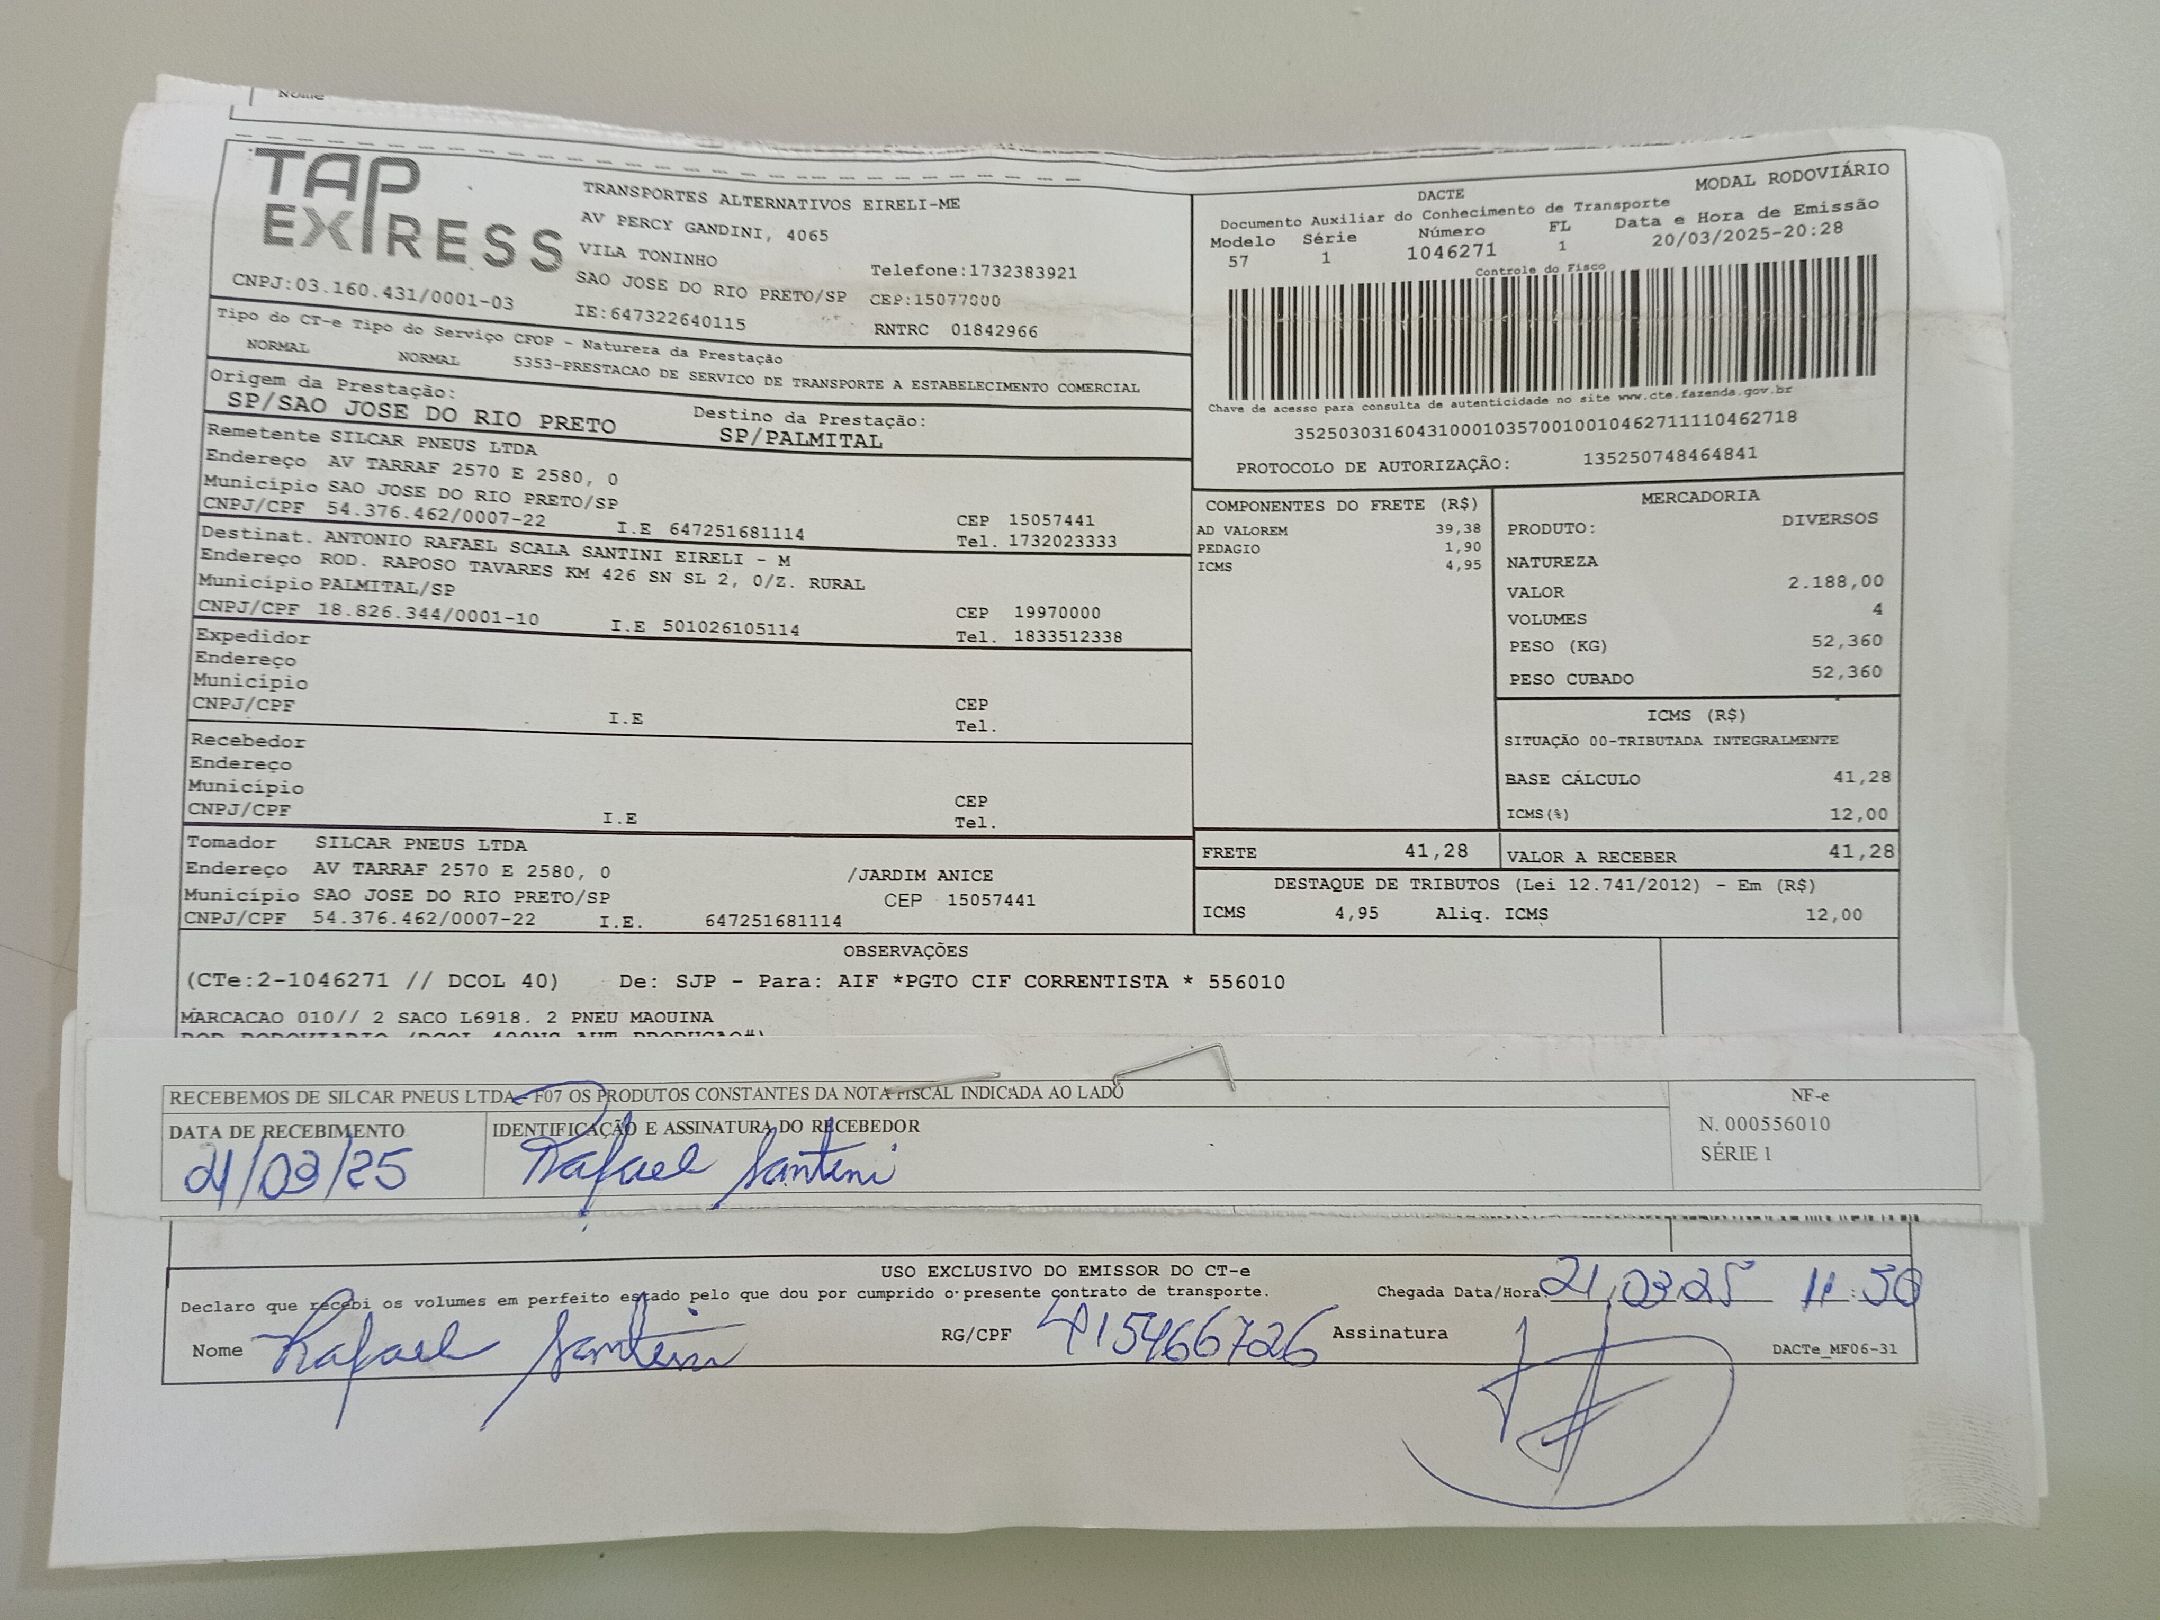 Nome
TAP EXPRESS
TRANSPORTES ALTERNATIVOS EIRELI-ME
AV PERCY GANDINI, 4065
VILA TONINHO
Telefone:1732383921
SAO JOSE DO RIO PRETO/SP CEP:15077000
CNPJ:03.160.431/0001-03
IE:647322640115
RNTRC 01842966
Tipo do CT-e Tipo do Serviço CFOP - Natureza da Prestação
NORMAL NORMAL 5353-PRESTACAO DE SERVICO DE TRANSPORTE A ESTABELECIMENTO COMERCIAL
Origem da Prestação:
SP/SAO JOSE DO RIO PRETO
Destino da Prestação:
SP/PALMITAL
DACTE
MODAL RODOVIÁRIO
Documento Auxiliar do Conhecimento de Transporte
Modelo Série Número FL Data e Hora de Emissão
57 1 1046271 1 20/03/2025-20:28
Controle do Fisco
Chave de acesso para consulta de autenticidade no site www.cte.fazenda.gov.br
35250303160431000103570010010462711110462718
PROTOCOLO DE AUTORIZAÇÃO: 135250748464841
Remetente SILCAR PNEUS LTDA
Endereço AV TARRAF 2570 E 2580, 0
Município SAO JOSE DO RIO PRETO/SP
CEP 15057441
CNPJ/CPF 54.376.462/0007-22 I.E 647251681114 Tel. 1732023333
Destinat. ANTONIO RAFAEL SCALA SANTINI EIRELI - M
Endereço ROD. RAPOSO TAVARES KM 426 SN SL 2, 0/Z. RURAL
Município PALMITAL/SP
CEP 19970000
CNPJ/CPF 18.826.344/0001-10 I.E 501026105114 Tel. 1833512338
Expedidor
Endereço
Município
CEP
CNPJ/CPF I.E Tel.
Recebedor
Endereço
Município
CEP
CNPJ/CPF I.E Tel.
Tomador SILCAR PNEUS LTDA
Endereço AV TARRAF 2570 E 2580, 0 /JARDIM ANICE
Município SAO JOSE DO RIO PRETO/SP CEP 15057441
CNPJ/CPF 54.376.462/0007-22 I.E. 647251681114
COMPONENTES DO FRETE (R$)
AD VALOREM 39,38
PEDAGIO 1,90
ICMS 4,95
MERCADORIA
PRODUTO: DIVERSOS
NATUREZA
VALOR 2.188,00
VOLUMES 4
PESO (KG) 52,360
PESO CUBADO 52,360
ICMS (R$)
SITUAÇÃO 00-TRIBUTADA INTEGRALMENTE
BASE CÁLCULO 41,28
ICMS(%) 12,00
FRETE 41,28
VALOR A RECEBER 41,28
DESTAQUE DE TRIBUTOS (Lei 12.741/2012) - Em (R$)
ICMS 4,95 Aliq. ICMS 12,00
OBSERVAÇÕES
(CTe:2-1046271 // DCOL 40) De: SJP - Para: AIF *PGTO CIF CORRENTISTA * 556010
MARCACAO 010// 2 SACO L6918. 2 PNEU MAQUINA
RECEBEMOS DE SILCAR PNEUS LTDA - F07 OS PRODUTOS CONSTANTES DA NOTA FISCAL INDICADA AO LADO
DATA DE RECEBIMENTO
21/03/25
IDENTIFICAÇÃO E ASSINATURA DO RECEBEDOR
Rafael Santini
NF-e
N. 000556010
SÉRIE 1
USO EXCLUSIVO DO EMISSOR DO CT-e
Declaro que recebi os volumes em perfeito estado pelo que dou por cumprido o presente contrato de transporte.
Chegada Data/Hora 21/03/25 11:50
Nome Rafael Santini
RG/CPF 415466726
Assinatura
DACTe_MF06-31